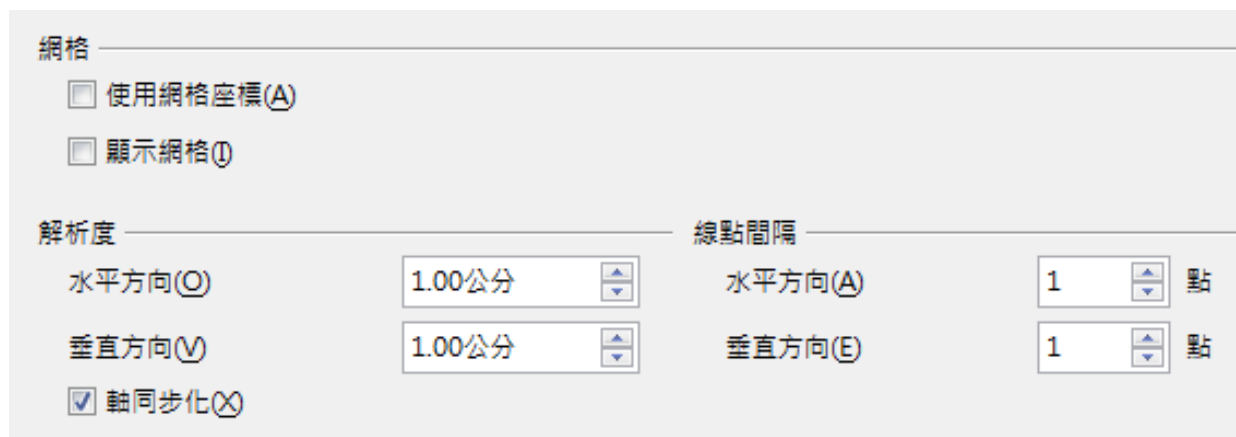 網格
使用網格座標(A)
顯示網格(I)
解析度
水平方向(O) 1.00公分
垂直方向(V) 1.00公分
軸同步化(X)
線點間隔
水平方向(A) 1 點
垂直方向(E) 1 點